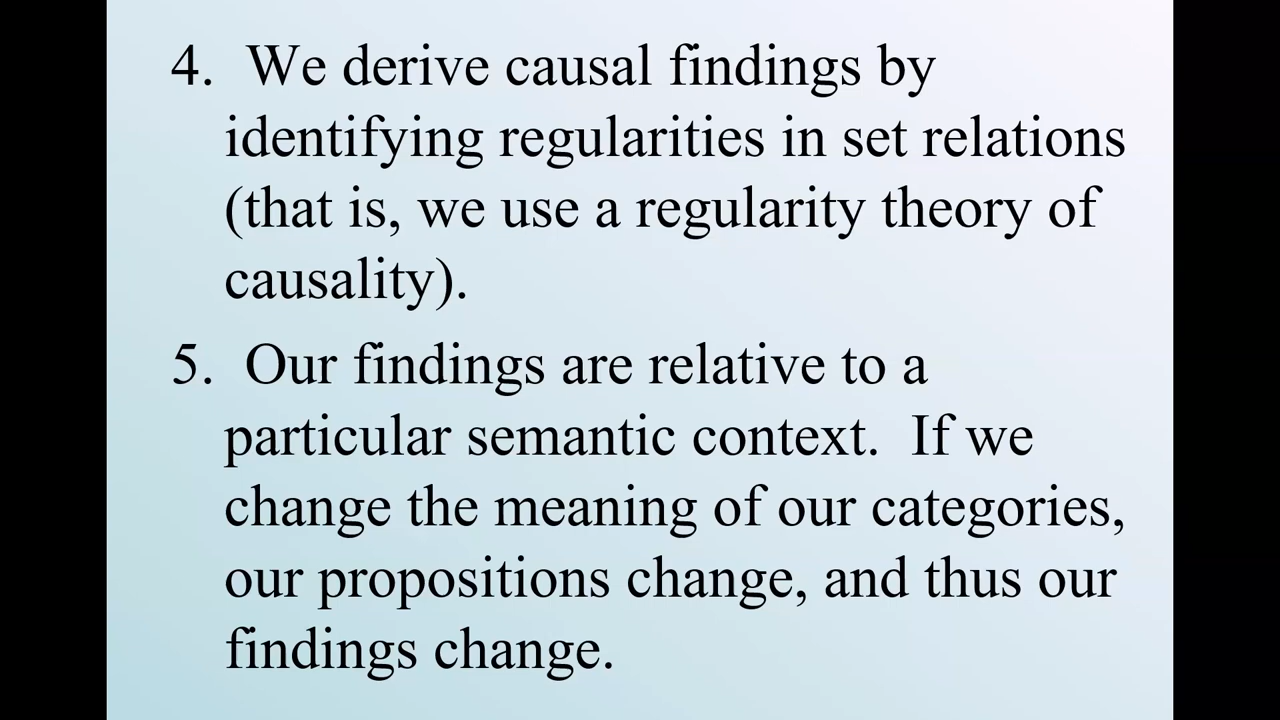 4. We derive causal findings by
identifying regularities in set relations
(that is, we use a regularity theory of
causality).
5. Our findings are relative to a
particular semantic context. If we
change the meaning of our categories,
our propositions change, and thus our
findings change.